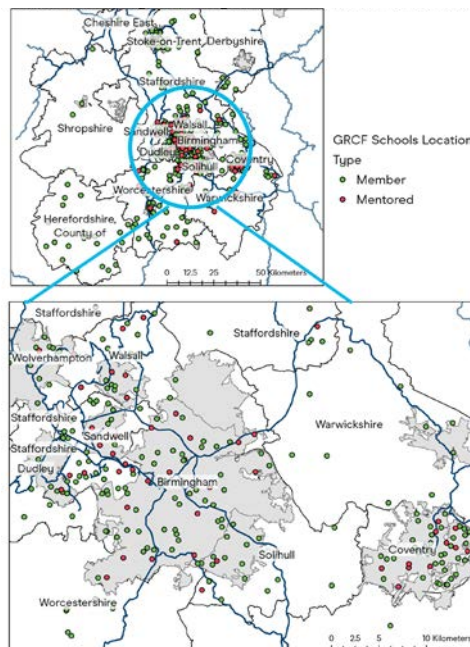 Cheshire East
Stoke-on-Trent, Derbyshire
Staffordshire
Shropshire
Walsall
Sandwell
Birmingham
Dudley
Solihull
Coventry
Worcestershire
Warwickshire
Herefordshire,
County of
0 12.5 25 50 Kilometers
GRCF Schools Location
Type
Member
Mentored
Staffordshire
Staffordshire
Wolverhampton
Walsall
Warwickshire
Staffordshire
Sandwell
Staffordshire
Dudley
Birmingham
Coventry
Solihull
Worcestershire
0 2.5 5 10 Kilometers